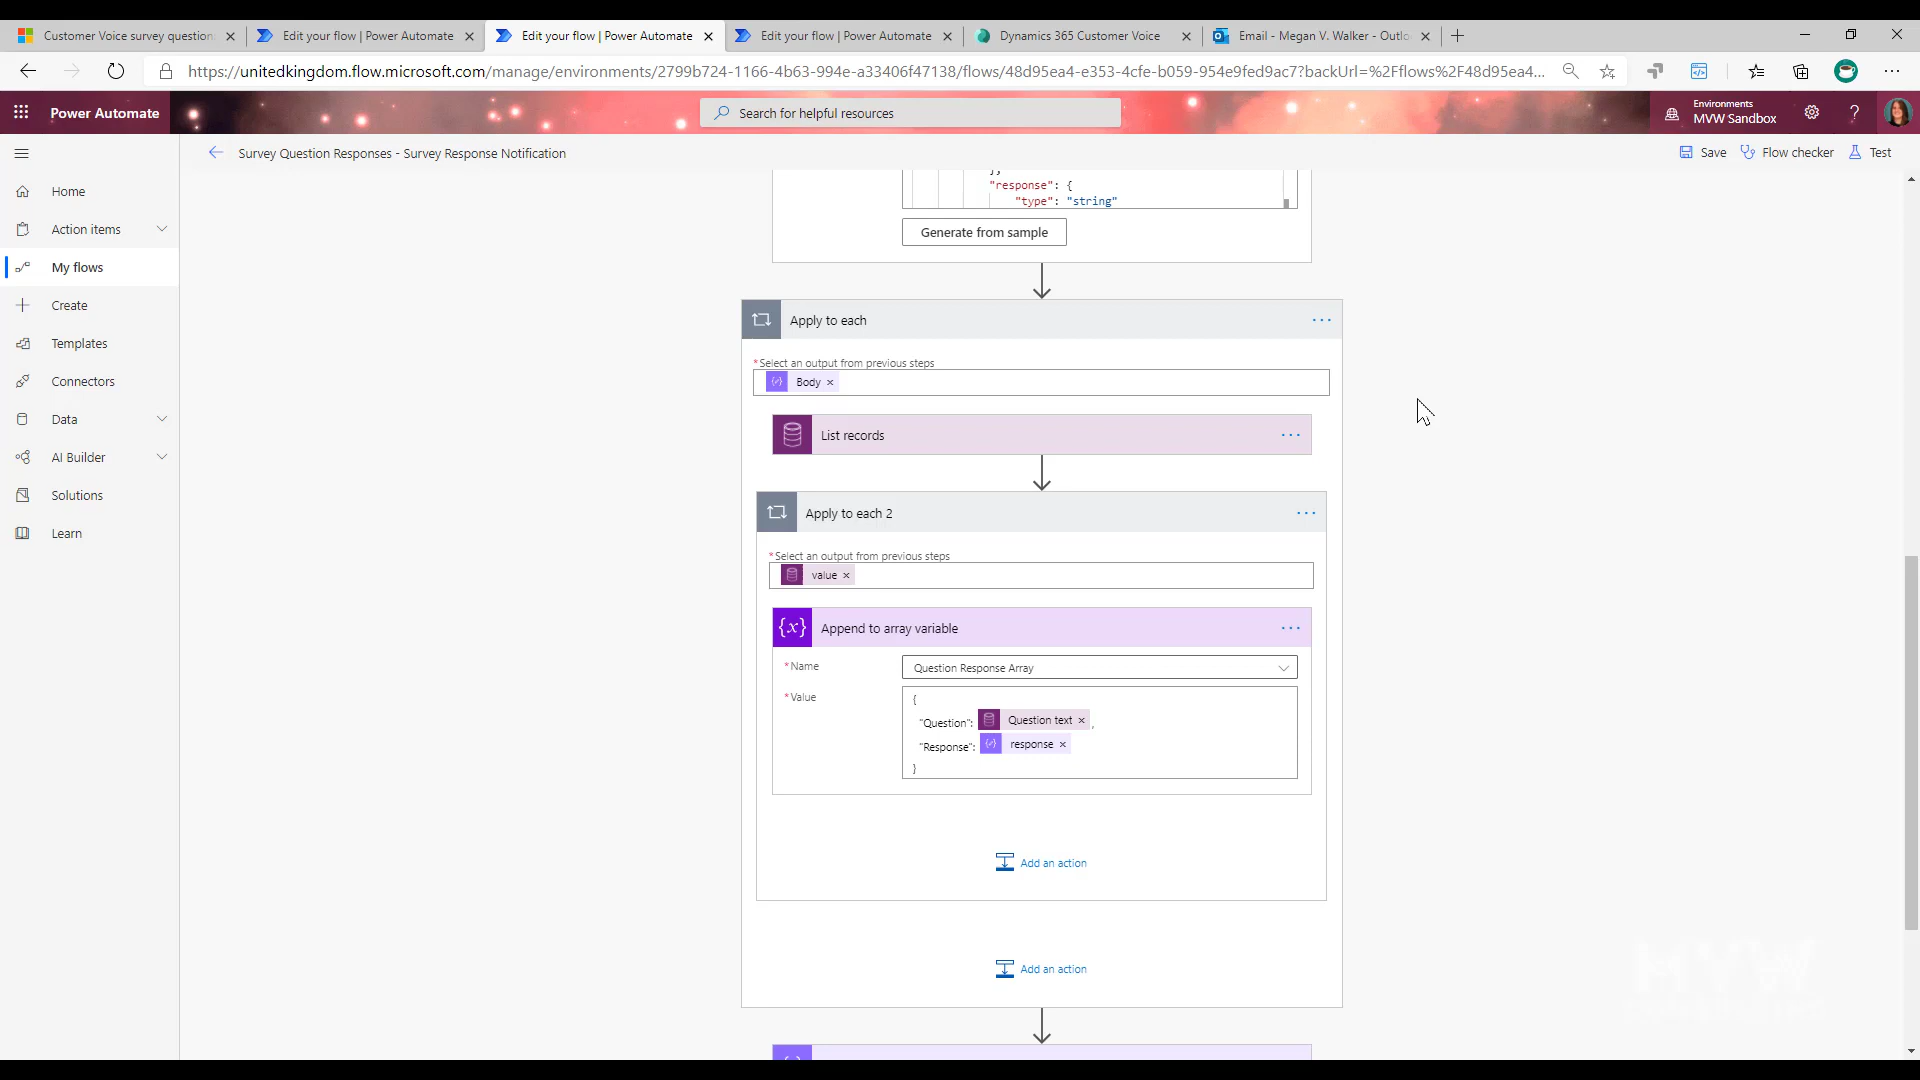 Customer Voice survey question
Edit your flow | Power Automate
Edit your flow | Power Automate
Edit your flow | Power Automate
Dynamics 365 Customer Voice
Email - Megan V. Walker - Outlo
https://unitedkingdom.flow.microsoft.com/manage/environments/2799b724-1166-4b63-994e-a33406f47138/flows/48d95ea4-e353-4cfe-b059-954e9fed9ac7?backUrl=%2Fflows%2F48d95ea4...
Power Automate
Search for helpful resources
Environments
MVW Sandbox
?
Survey Question Responses - Survey Response Notification
Save
Flow checker
Test
Home
Action items
My flows
Create
Templates
Connectors
Data
AI Builder
Solutions
Learn
},
"response": {
"type": "string"
Generate from sample
Apply to each
*Select an output from previous steps
Body
List records
Apply to each 2
*Select an output from previous steps
value
{x} Append to array variable
*Name
Question Response Array
*Value
{
"Question": Question text ,
"Response": response
}
Add an action
Add an action
MVW